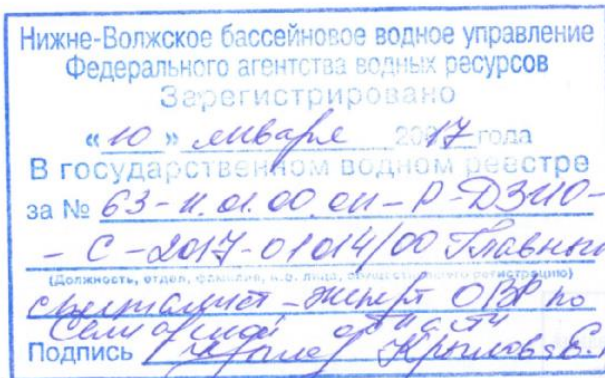 Нижне-Волжское бассейновое водное управление
Федерального агентства водных ресурсов
Зарегистрировано
«10» января 2017 года
В государственном водном реестре
за № 63-11.01.00.011-Р-ДЗИО-
-С-2017-01014/00 Главный
(Должность, отдел, фамилия, и.о. лица, осуществившего регистрацию)
специалист-эксперт ОВР по
Самарской области
Подпись Крылова Е.